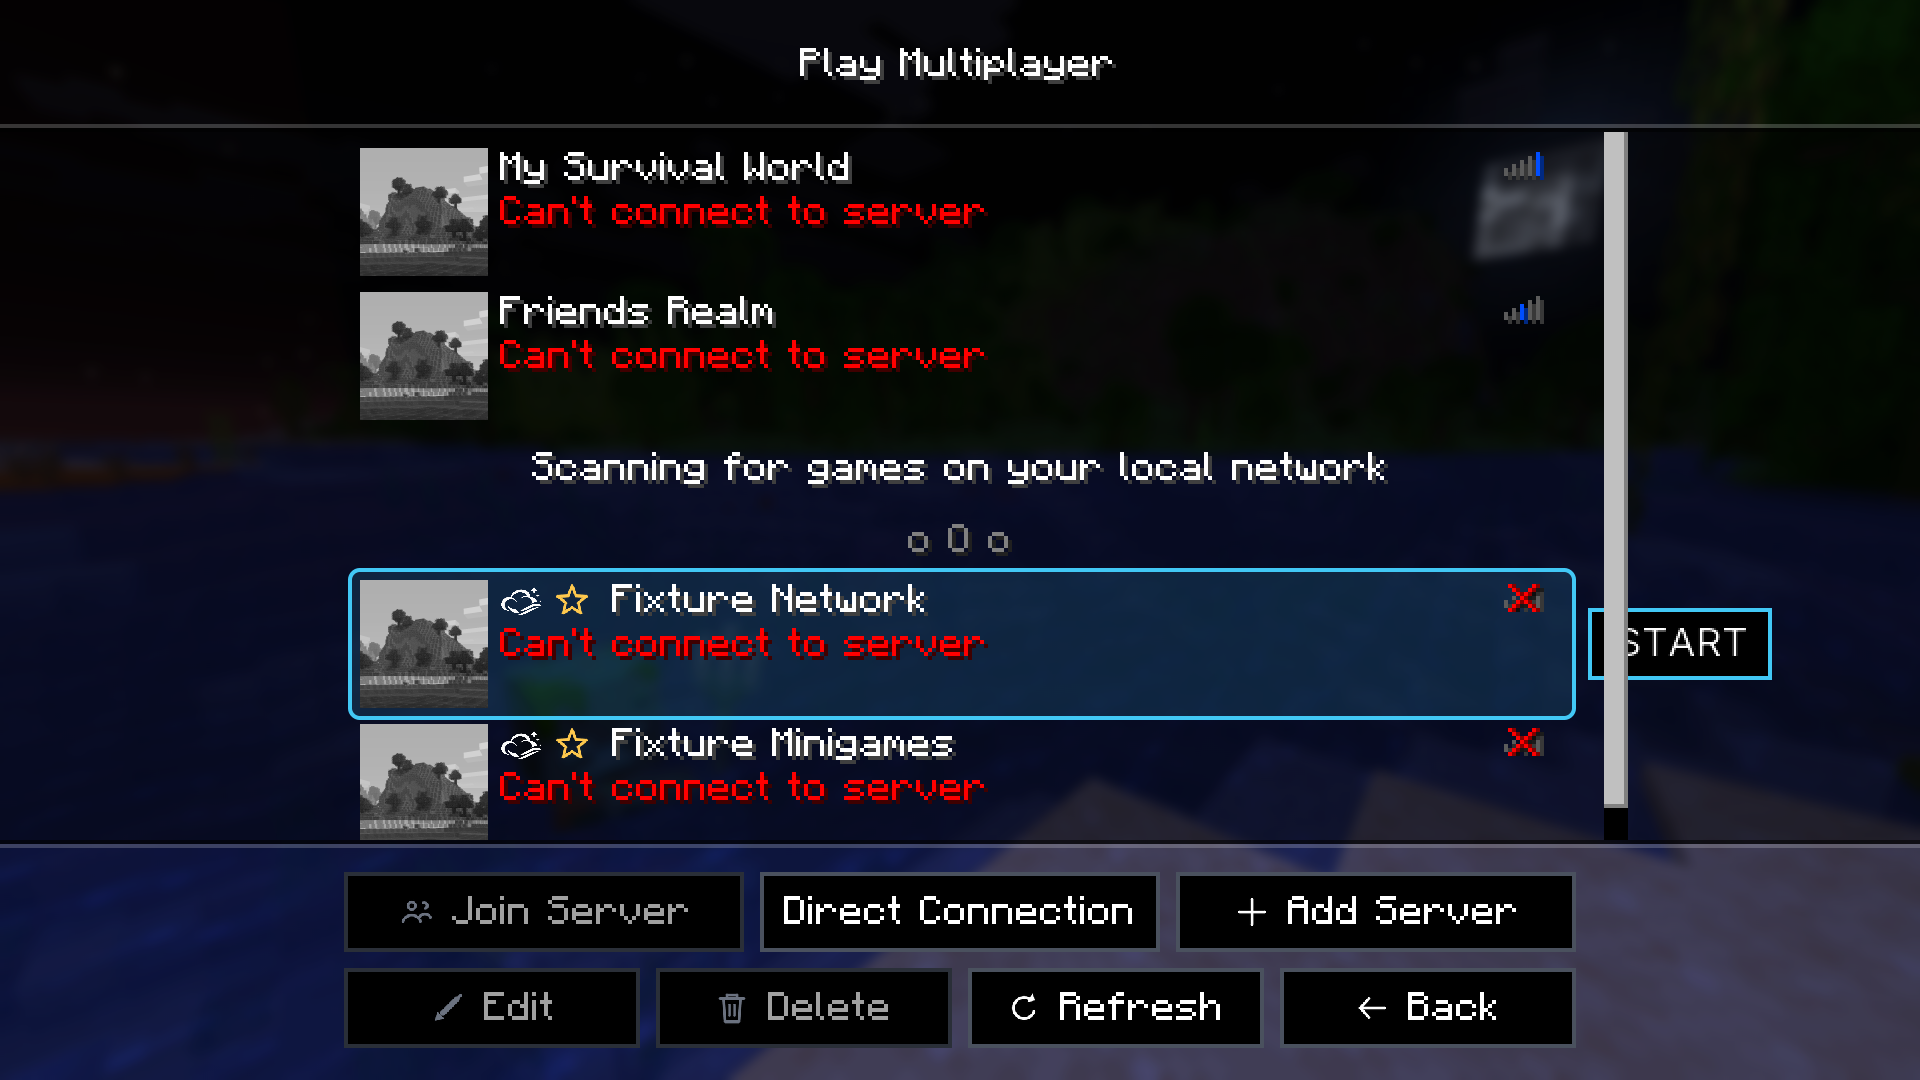 Play Multiplayer
My Survival World
Can't connect to server
Friends Realm
Can't connect to server
Scanning for games on your local network
o O o
Fixture Network
Can't connect to server
START
Fixture Minigames
Can't connect to server
Join Server
Direct Connection
Add Server
Edit
Delete
Refresh
Back